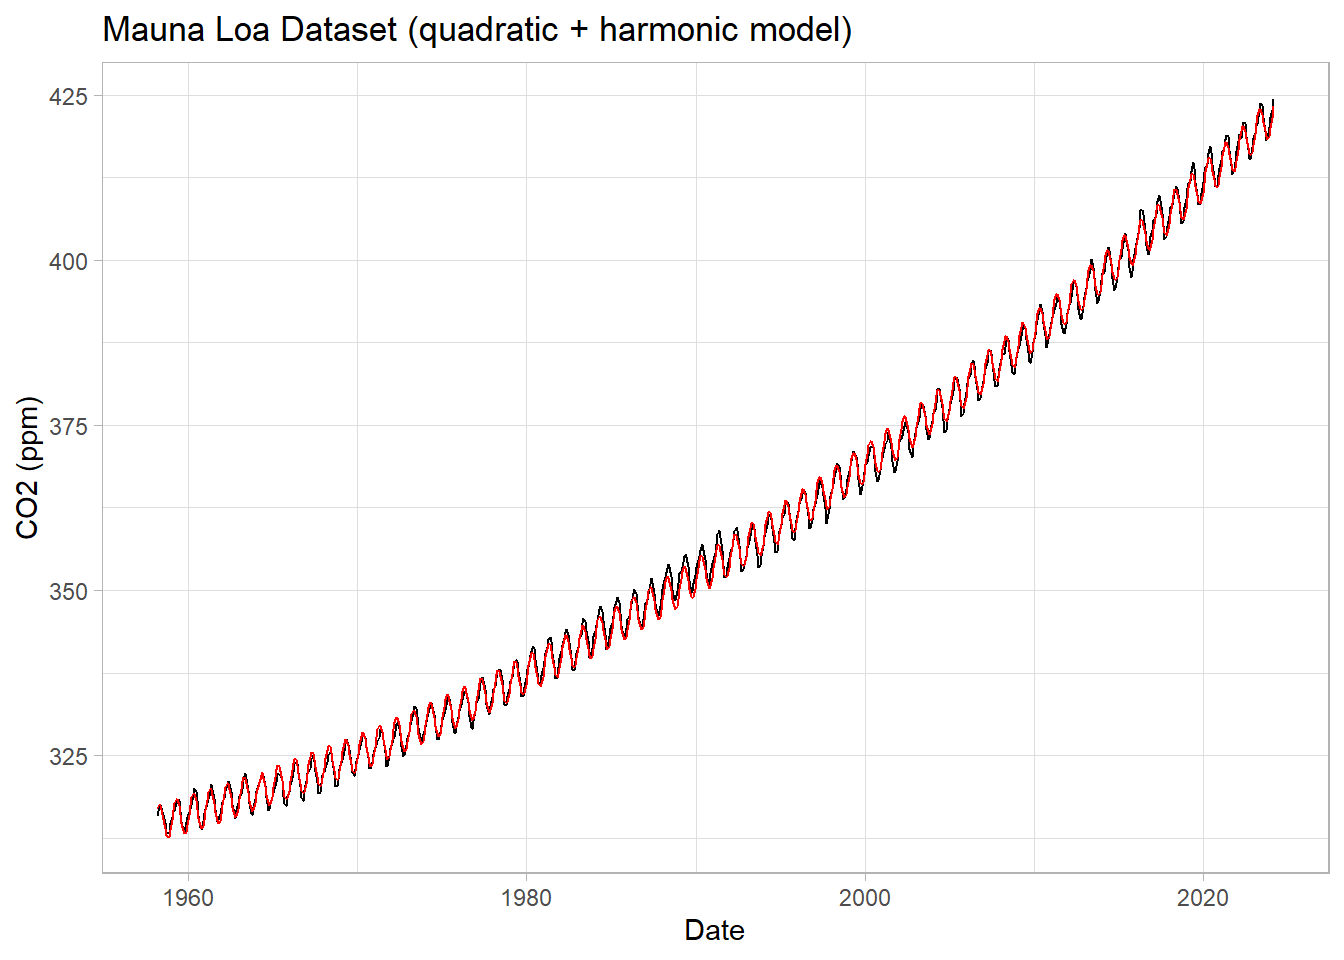 Mauna Loa Dataset (quadratic + harmonic model)
425
400
375
350
325
CO2 (ppm)
1960 1980 2000 2020
Date